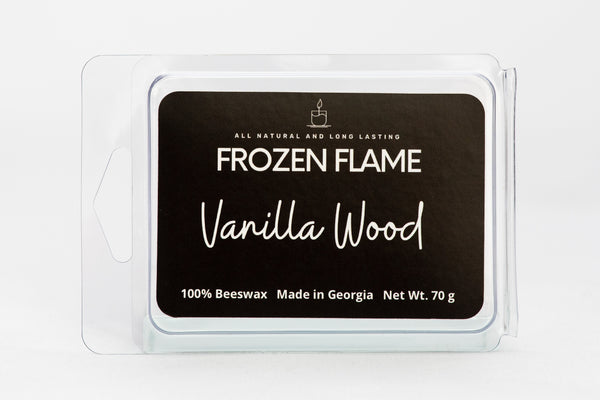 ALL NATURAL AND LONG LASTING
FROZEN FLAME
Vanilla Wood
100% Beeswax Made in Georgia Net Wt. 70 g